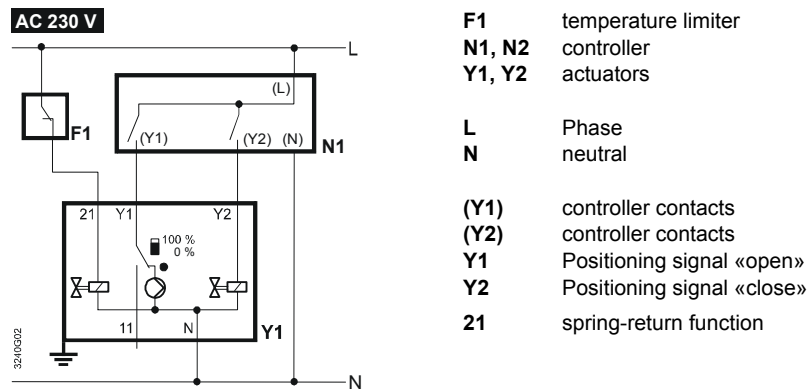 AC 230 V
L
(L)
F1
(Y1)
(Y2)
(N)
N1
21
Y1
Y2
100 %
0 %
11
N
Y1
3240G02
N
F1 temperature limiter
N1, N2 controller
Y1, Y2 actuators
L Phase
N neutral
(Y1) controller contacts
(Y2) controller contacts
Y1 Positioning signal «open»
Y2 Positioning signal «close»
21 spring-return function